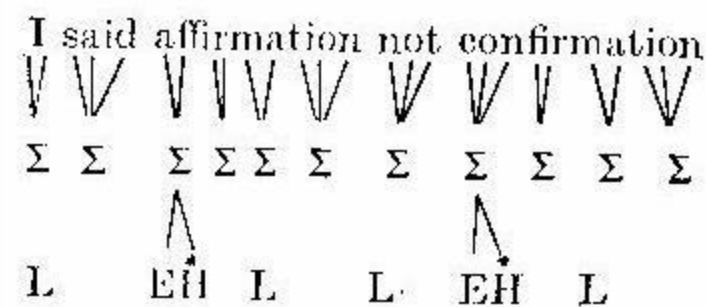 I said affirmation not confirmation
Σ Σ Σ Σ Σ Σ Σ Σ Σ Σ Σ
L EH L L EH L